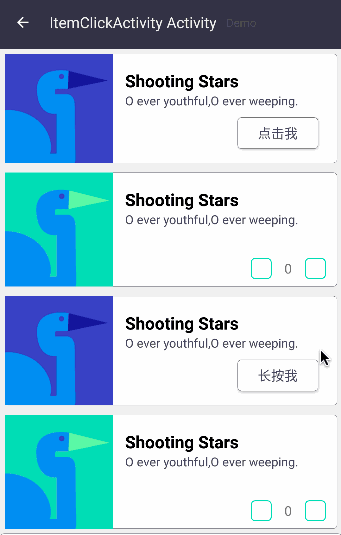 ItemClickActivity Activity Demo
Shooting Stars
O ever youthful,O ever weeping.
点击我
Shooting Stars
O ever youthful,O ever weeping.
0
Shooting Stars
O ever youthful,O ever weeping.
长按我
Shooting Stars
O ever youthful,O ever weeping.
0